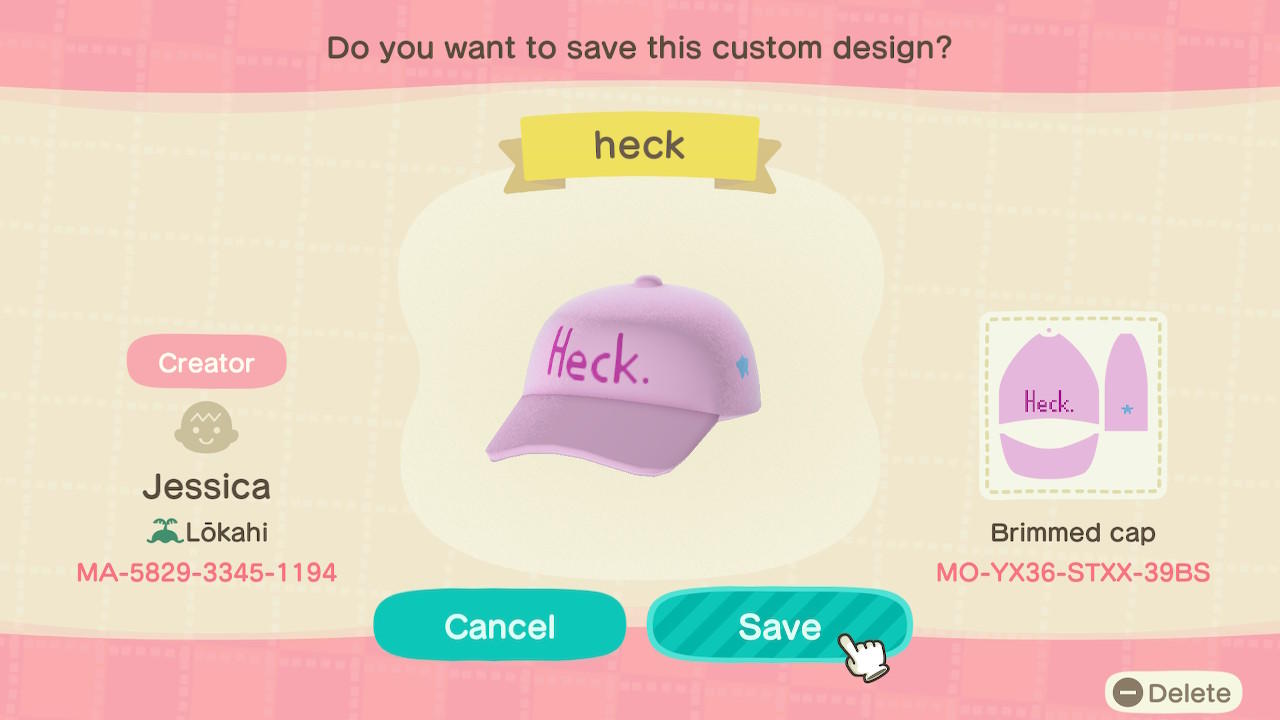 Do you want to save this custom design?
heck
Heck.
Creator
Jessica
Lōkahi
MA-5829-3345-1194
Heck.
Brimmed cap
MO-YX36-STXX-39BS
Cancel
Save
Delete